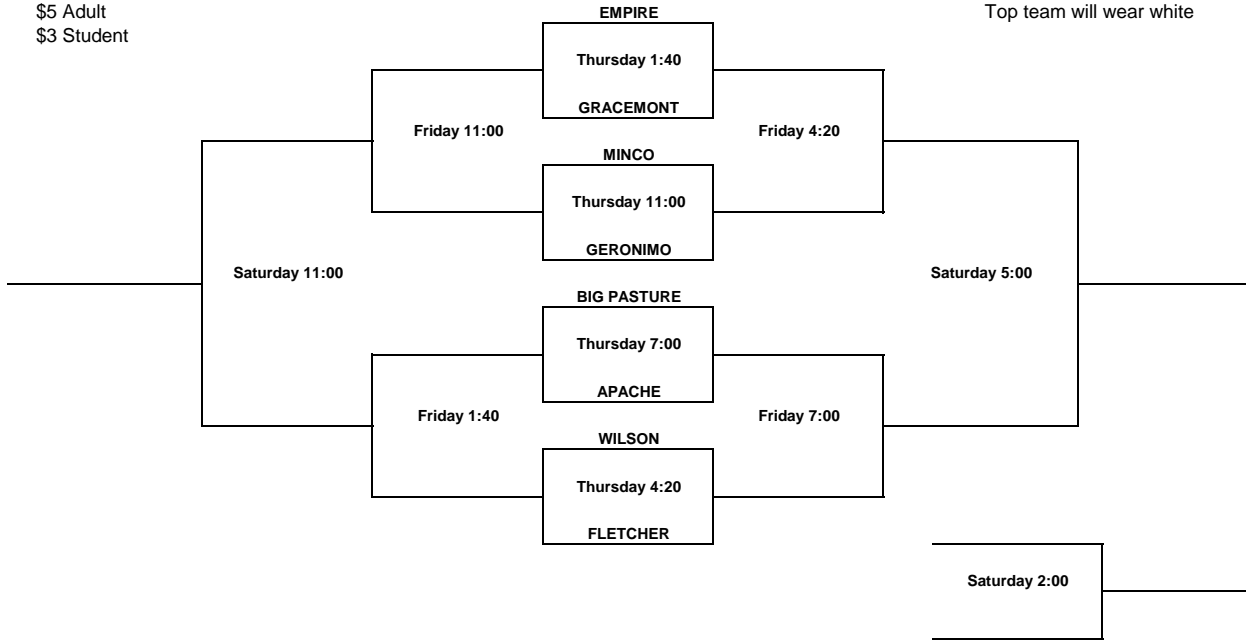 $5 Adult
$3 Student
EMPIRE
Top team will wear white
Thursday 1:40
GRACEMONT
Friday 11:00
Friday 4:20
MINCO
Thursday 11:00
GERONIMO
Saturday 11:00
Saturday 5:00
BIG PASTURE
Thursday 7:00
APACHE
Friday 1:40
Friday 7:00
WILSON
Thursday 4:20
FLETCHER
Saturday 2:00